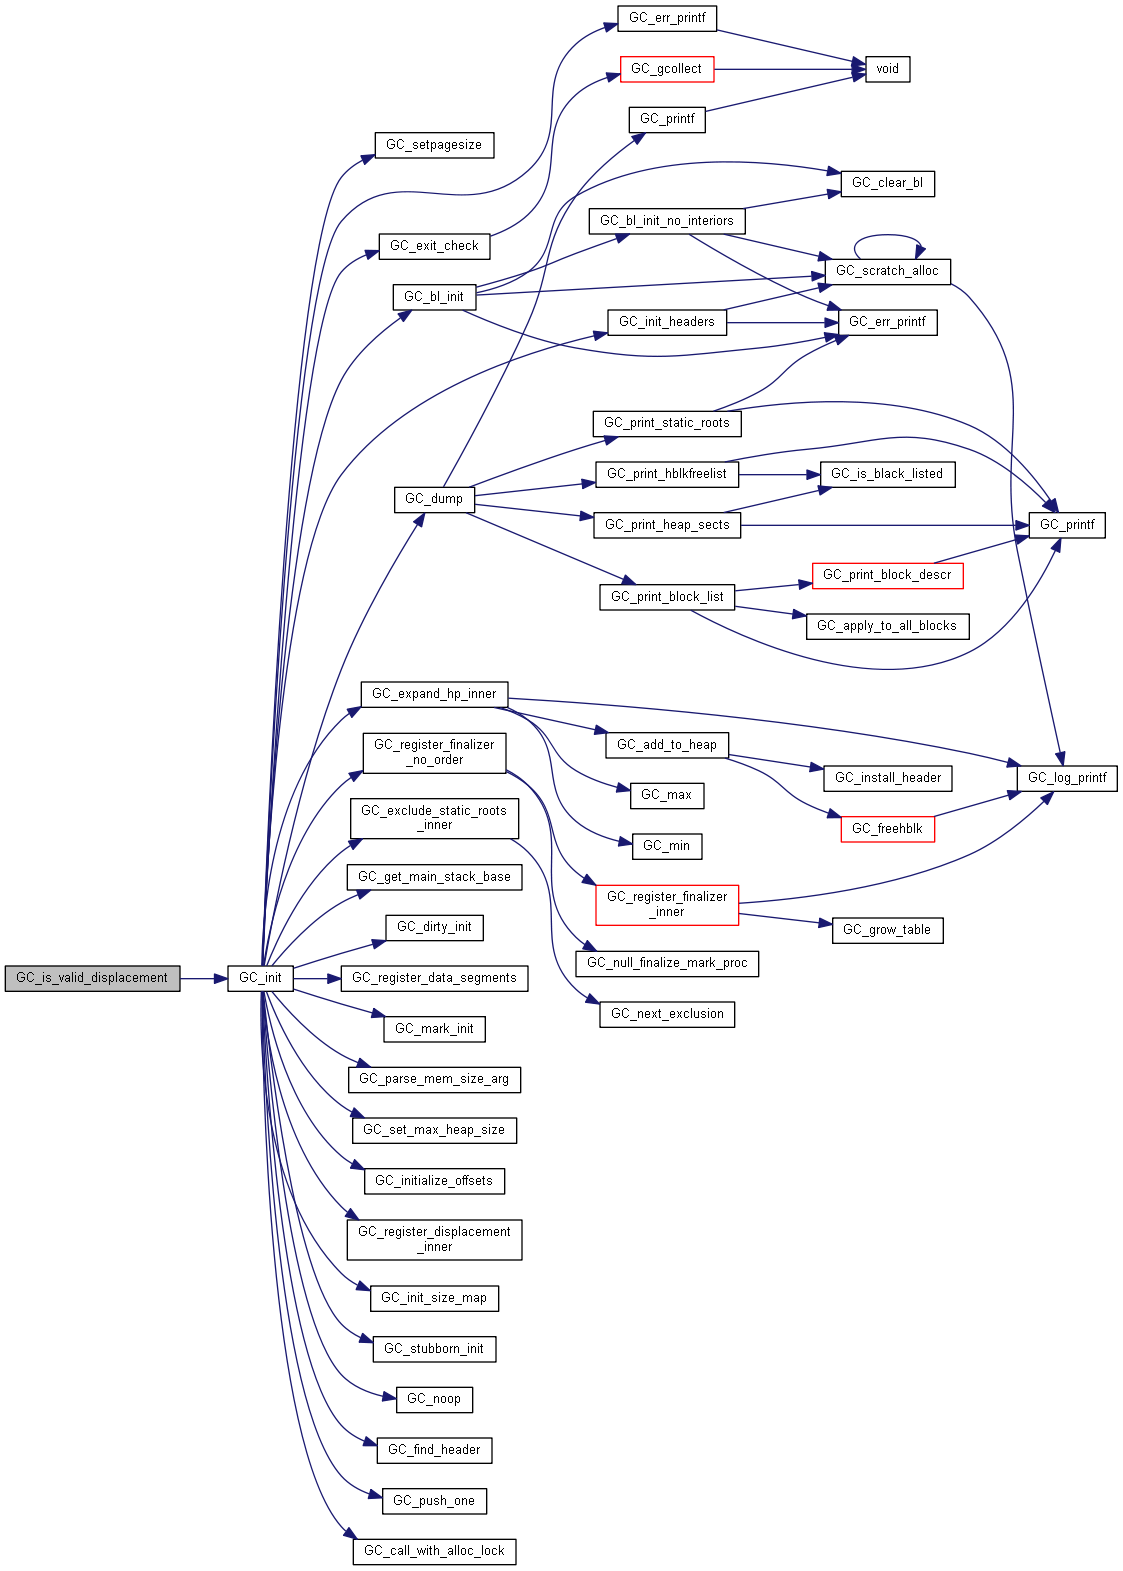 GC_err_printf
GC_gcollect
void
GC_printf
GC_setpagesize
GC_clear_bl
GC_bl_init_no_interiors
GC_exit_check
GC_scratch_alloc
GC_bl_init
GC_init_headers
GC_err_printf
GC_print_static_roots
GC_print_hblkfreelist
GC_is_black_listed
GC_dump
GC_print_heap_sects
GC_printf
GC_print_block_descr
GC_print_block_list
GC_apply_to_all_blocks
GC_expand_hp_inner
GC_register_finalizer
_no_order
GC_add_to_heap
GC_install_header
GC_log_printf
GC_max
GC_exclude_static_roots
_inner
GC_freehblk
GC_min
GC_get_main_stack_base
GC_register_finalizer
_inner
GC_dirty_init
GC_grow_table
GC_null_finalize_mark_proc
GC_is_valid_displacement
GC_init
GC_register_data_segments
GC_next_exclusion
GC_mark_init
GC_parse_mem_size_arg
GC_set_max_heap_size
GC_initialize_offsets
GC_register_displacement
_inner
GC_init_size_map
GC_stubborn_init
GC_noop
GC_find_header
GC_push_one
GC_call_with_alloc_lock